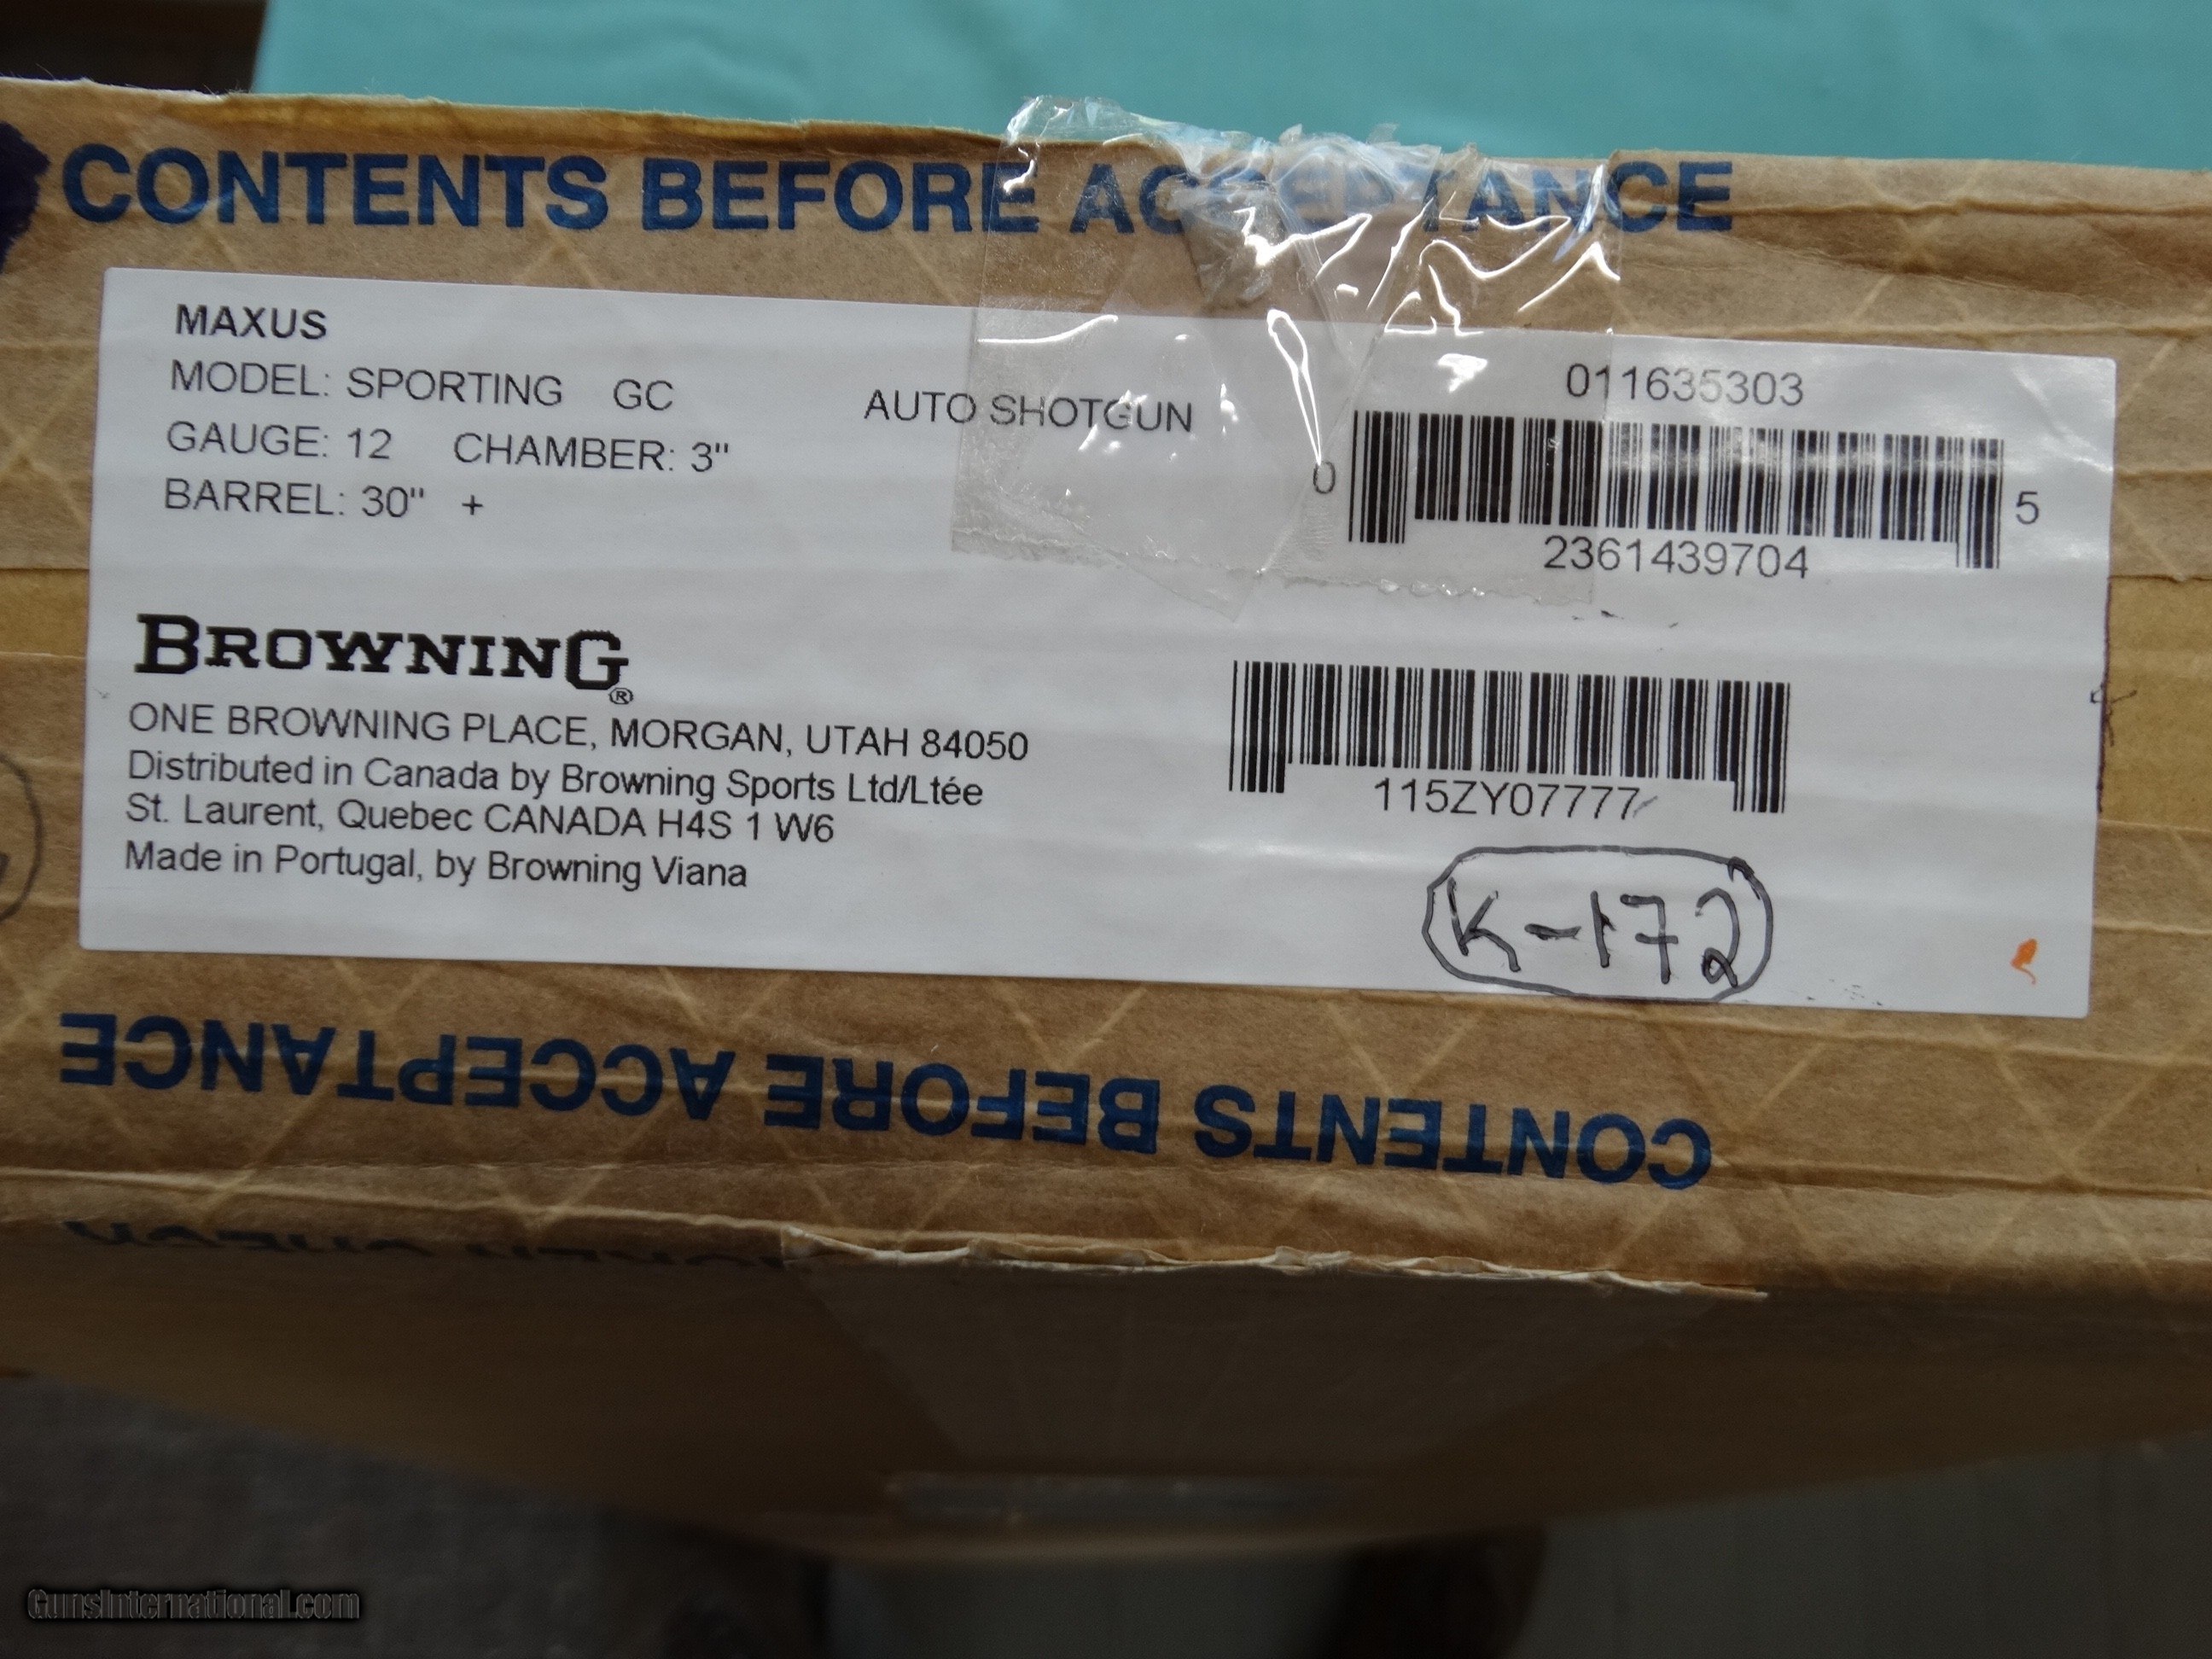 CONTENTS BEFORE ACCEPTANCE
MAXUS
MODEL: SPORTING GC
GAUGE: 12 CHAMBER: 3"
BARREL: 30" +
AUTO SHOTGUN
011635303
0 2361439704 5
BROWNING®
ONE BROWNING PLACE, MORGAN, UTAH 84050
Distributed in Canada by Browning Sports Ltd/Ltée
St. Laurent, Quebec CANADA H4S 1 W6
Made in Portugal, by Browning Viana
115ZY07777
K-172
CONTENTS BEFORE ACCEPTANCE
GunsInternational.com